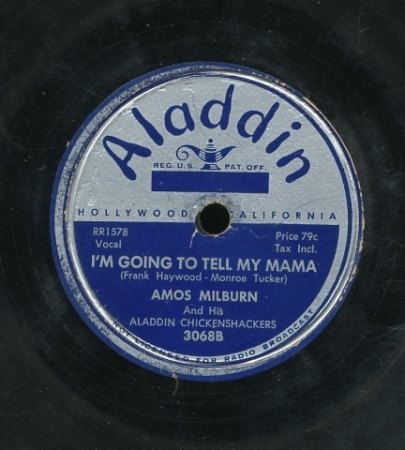 Aladdin
REG. U.S. PAT. OFF.
HOLLYWOOD CALIFORNIA
RR1578 Price 79c
Vocal Tax Incl.
I'M GOING TO TELL MY MAMA
(Frank Haywood - Monroe Tucker)
AMOS MILBURN
And His
ALADDIN CHICKENSHACKERS
3068B
NOT LICENSED FOR RADIO BROADCAST